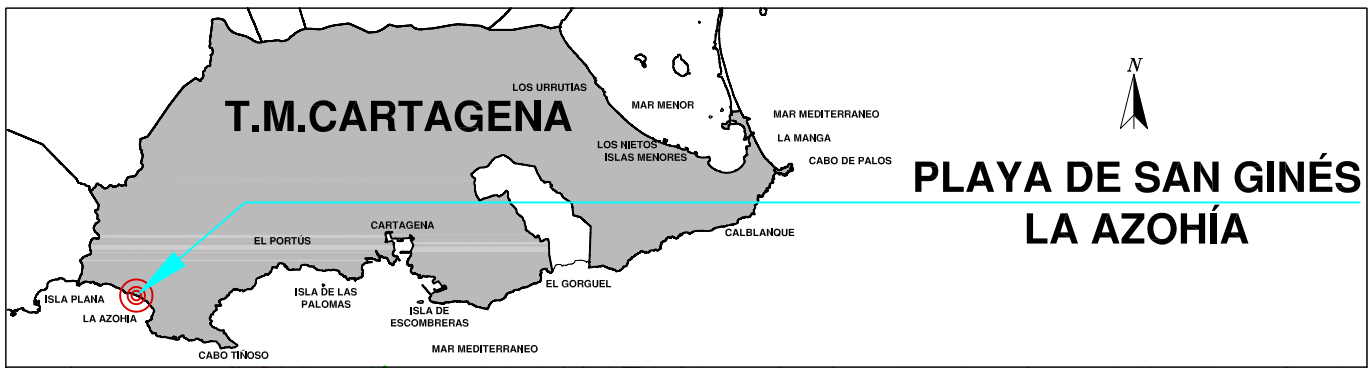 LOS URRUTIAS
T.M.CARTAGENA
MAR MENOR
MAR MEDITERRANEO
LA MANGA
LOS NIETOS
ISLAS MENORES
CABO DE PALOS
N
PLAYA DE SAN GINÉS
LA AZOHÍA
CARTAGENA
EL PORTÚS
CALBLANQUE
ISLA PLANA
LA AZOHIA
ISLA DE LAS
PALOMAS
EL GORGUEL
ISLA DE
ESCOMBRERAS
CABO TIÑOSO
MAR MEDITERRANEO